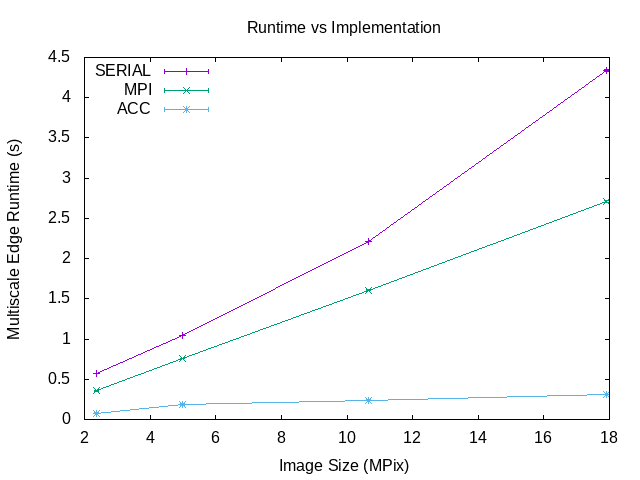 Runtime vs Implementation
4.5
4
3.5
3
2.5
2
1.5
1
0.5
0
Multiscale Edge Runtime (s)
SERIAL
MPI
ACC
2 4 6 8 10 12 14 16 18
Image Size (MPix)